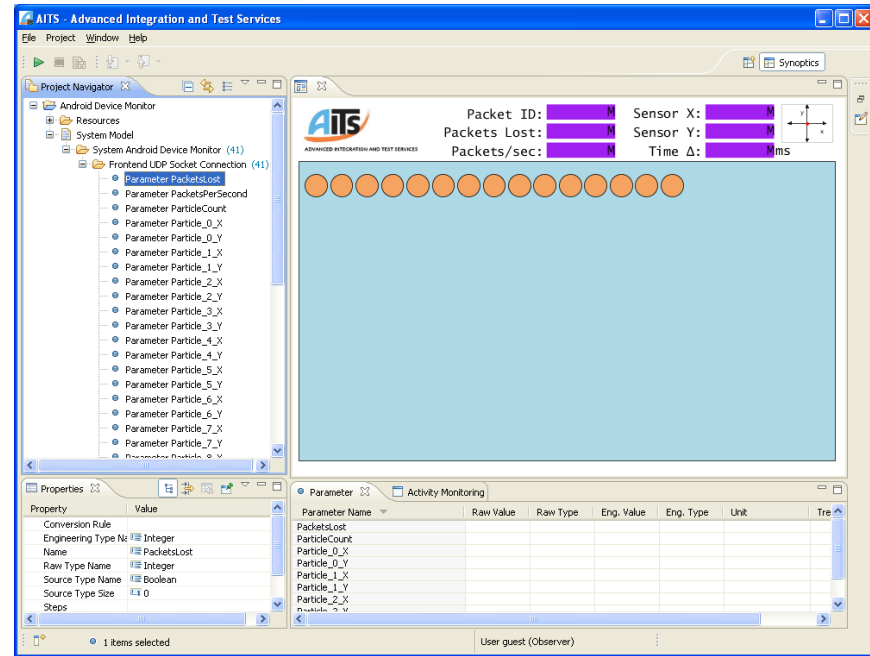 AITS - Advanced Integration and Test Services
File Project Window Help
Synoptics
Project Navigator
Android Device Monitor
Resources
System Model
System Android Device Monitor (41)
Frontend UDP Socket Connection (41)
Parameter PacketsLost
Parameter PacketsPerSecond
Parameter ParticleCount
Parameter Particle_0_X
Parameter Particle_0_Y
Parameter Particle_1_X
Parameter Particle_1_Y
Parameter Particle_2_X
Parameter Particle_2_Y
Parameter Particle_3_X
Parameter Particle_3_Y
Parameter Particle_4_X
Parameter Particle_4_Y
Parameter Particle_5_X
Parameter Particle_5_Y
Parameter Particle_6_X
Parameter Particle_6_Y
Parameter Particle_7_X
Parameter Particle_7_Y
Parameter Particle_8_X
AITS
ADVANCED INTEGRATION AND TEST SERVICES
Packet ID: M Sensor X: M
Packets Lost: M Sensor Y: M
Packets/sec: M Time Δ: M ms
y
x
Properties
Property Value
Conversion Rule
Engineering Type Na Integer
Name PacketsLost
Raw Type Name Integer
Source Type Name Boolean
Source Type Size 0
Steps
Parameter Activity Monitoring
Parameter Name Raw Value Raw Type Eng. Value Eng. Type Unit Tre
PacketsLost
ParticleCount
Particle_0_X
Particle_0_Y
Particle_1_X
Particle_1_Y
Particle_2_X
Particle_2_Y
1 items selected
User guest (Observer)